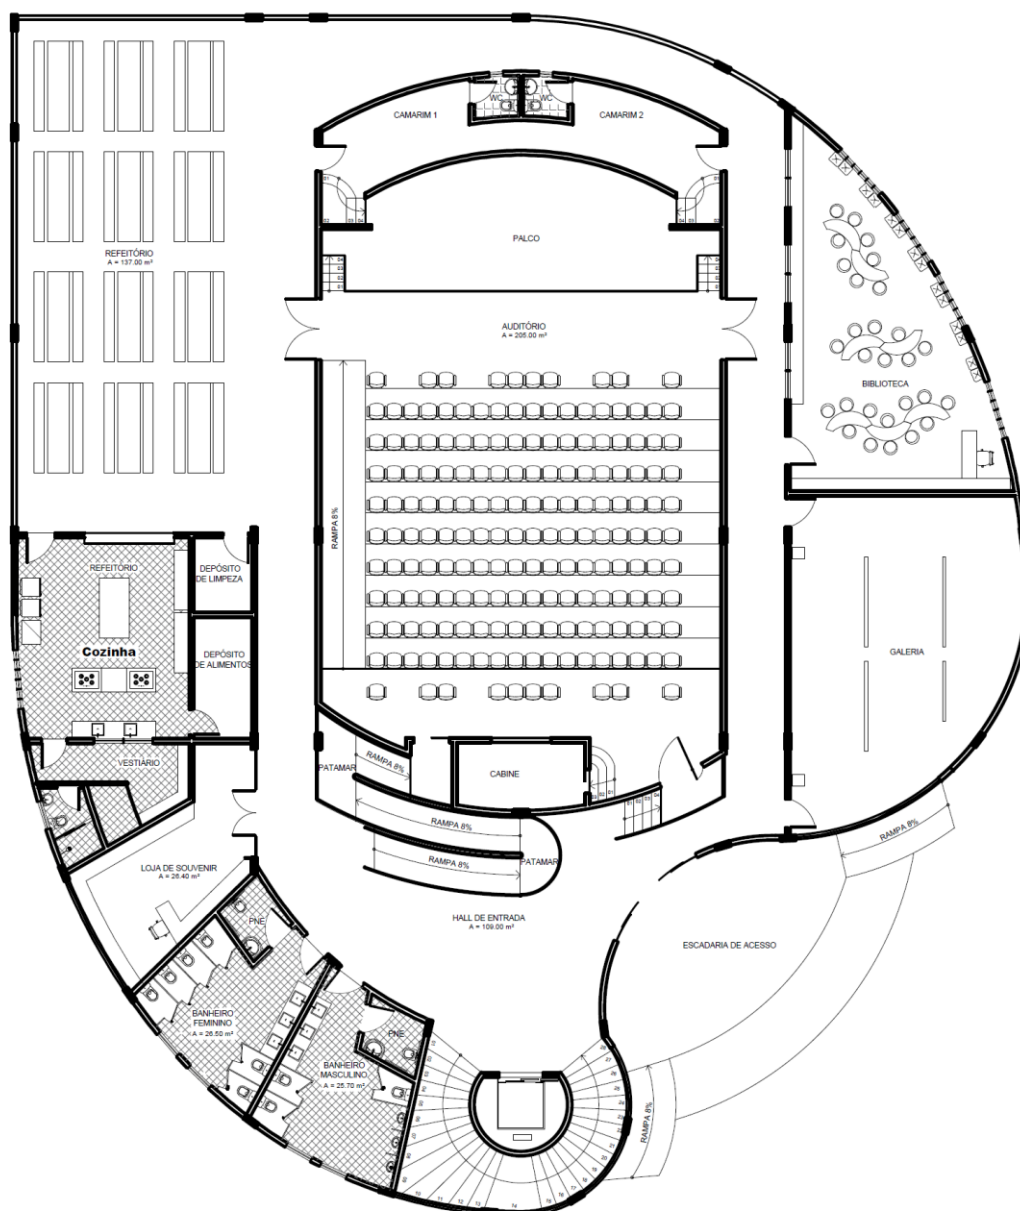 WC
WC
CAMARIM 1
CAMARIM 2
PALCO
REFEITÓRIO
A = 137.00 m²
AUDITÓRIO
A = 205.00 m²
BIBLIOTECA
RAMPA 8%
REFEITÓRIO
DEPÓSITO
DE LIMPEZA
Cozinha
DEPÓSITO
DE ALIMENTOS
GALERIA
VESTIÁRIO
PATAMAR
RAMPA 8%
CABINE
RAMPA 8%
RAMPA 8%
PATAMAR
RAMPA 8%
LOJA DE SOUVENIR
A = 26.40 m²
HALL DE ENTRADA
A = 109.00 m²
PNE
ESCADARIA DE ACESSO
BANHEIRO
FEMININO
A = 26.50 m²
PNE
BANHEIRO
MASCULINO
A = 25.70 m²
RAMPA 8%